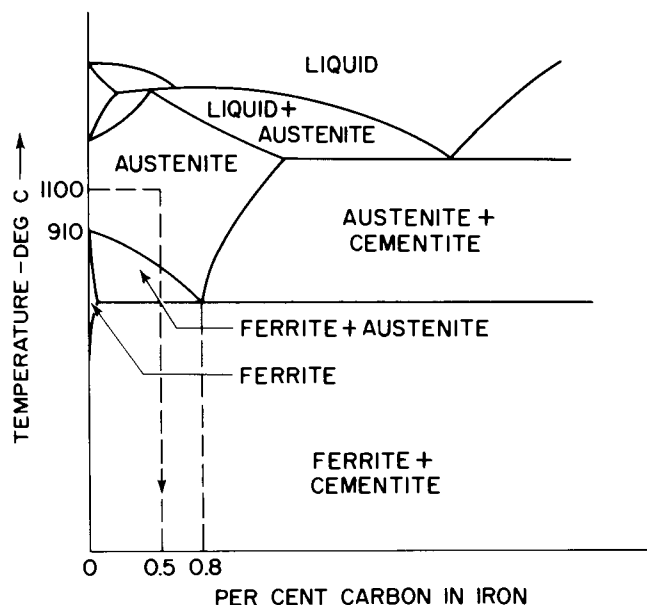 LIQUID
LIQUID +
AUSTENITE
AUSTENITE
1100
910
AUSTENITE +
CEMENTITE
FERRITE + AUSTENITE
FERRITE
FERRITE +
CEMENTITE
TEMPERATURE - DEG C
0
0.5
0.8
PER CENT CARBON IN IRON